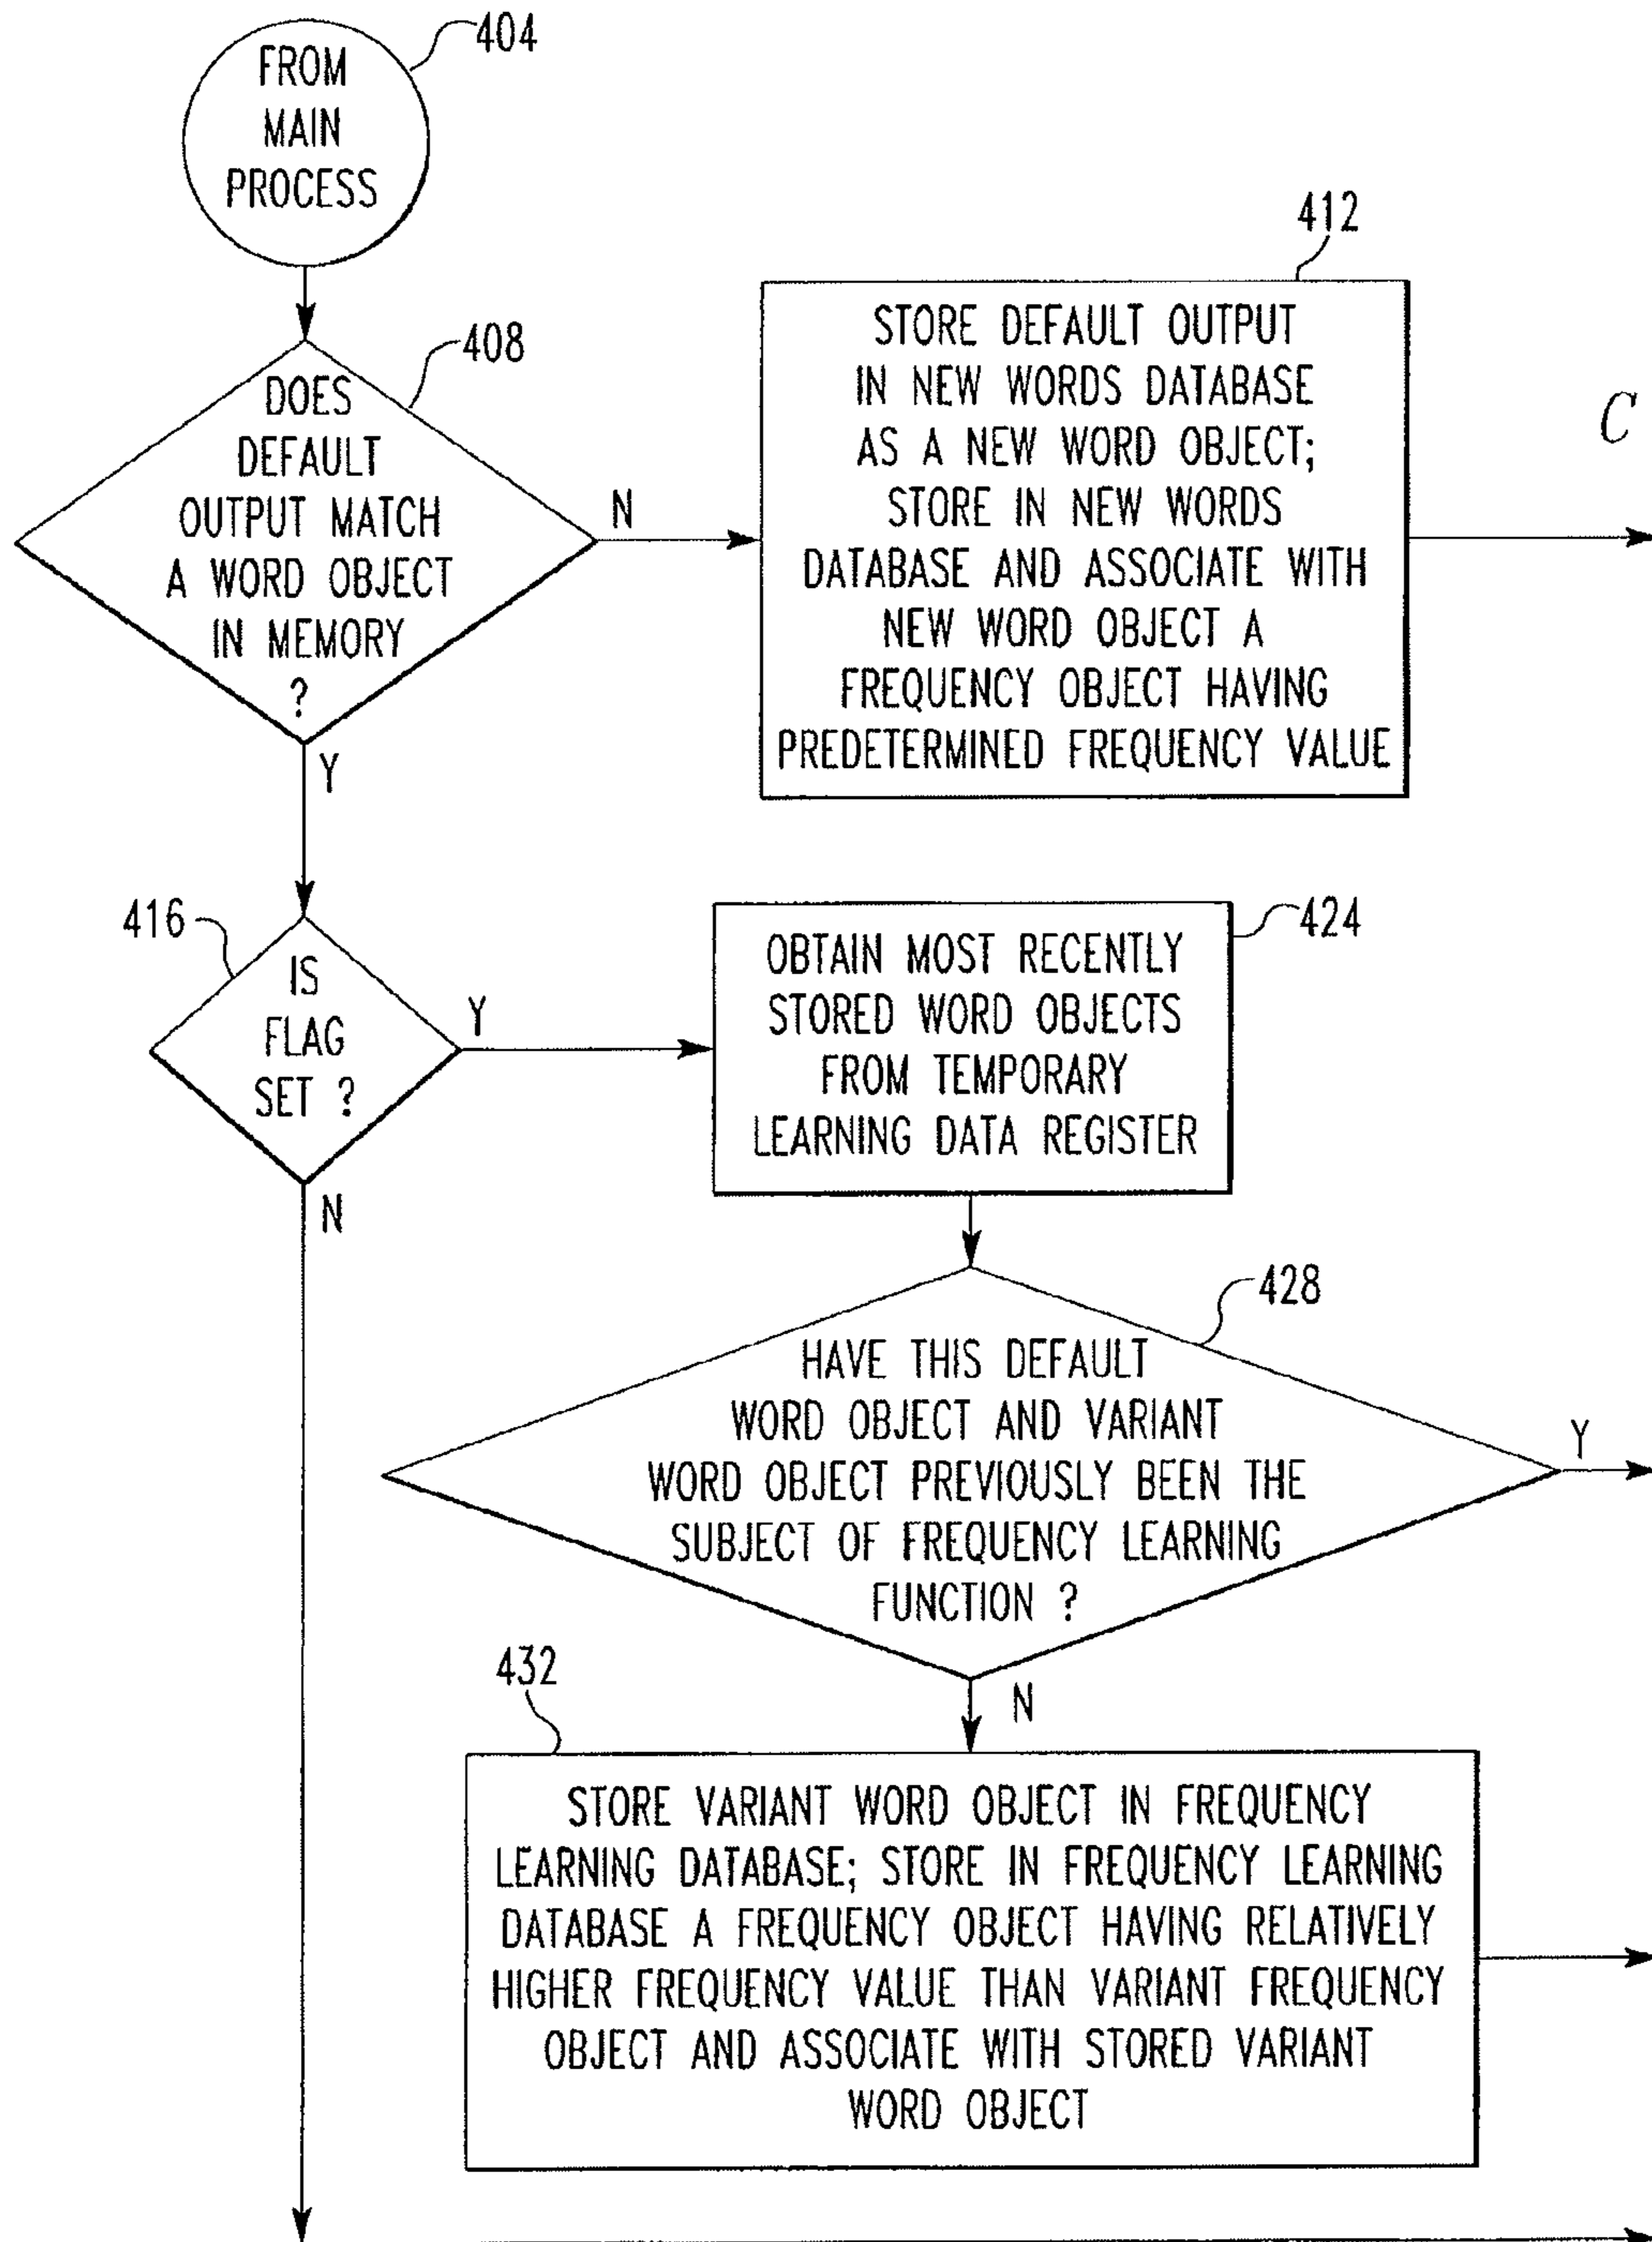 404
FROM
MAIN
PROCESS
408
DOES
DEFAULT
OUTPUT MATCH
A WORD OBJECT
IN MEMORY
?
N
Y
412
STORE DEFAULT OUTPUT
IN NEW WORDS DATABASE
AS A NEW WORD OBJECT;
STORE IN NEW WORDS
DATABASE AND ASSOCIATE WITH
NEW WORD OBJECT A
FREQUENCY OBJECT HAVING
PREDETERMINED FREQUENCY VALUE
C
416
IS
FLAG
SET ?
Y
N
424
OBTAIN MOST RECENTLY
STORED WORD OBJECTS
FROM TEMPORARY
LEARNING DATA REGISTER
428
HAVE THIS DEFAULT
WORD OBJECT AND VARIANT
WORD OBJECT PREVIOUSLY BEEN THE
SUBJECT OF FREQUENCY LEARNING
FUNCTION ?
Y
N
432
STORE VARIANT WORD OBJECT IN FREQUENCY
LEARNING DATABASE; STORE IN FREQUENCY LEARNING
DATABASE A FREQUENCY OBJECT HAVING RELATIVELY
HIGHER FREQUENCY VALUE THAN VARIANT FREQUENCY
OBJECT AND ASSOCIATE WITH STORED VARIANT
WORD OBJECT